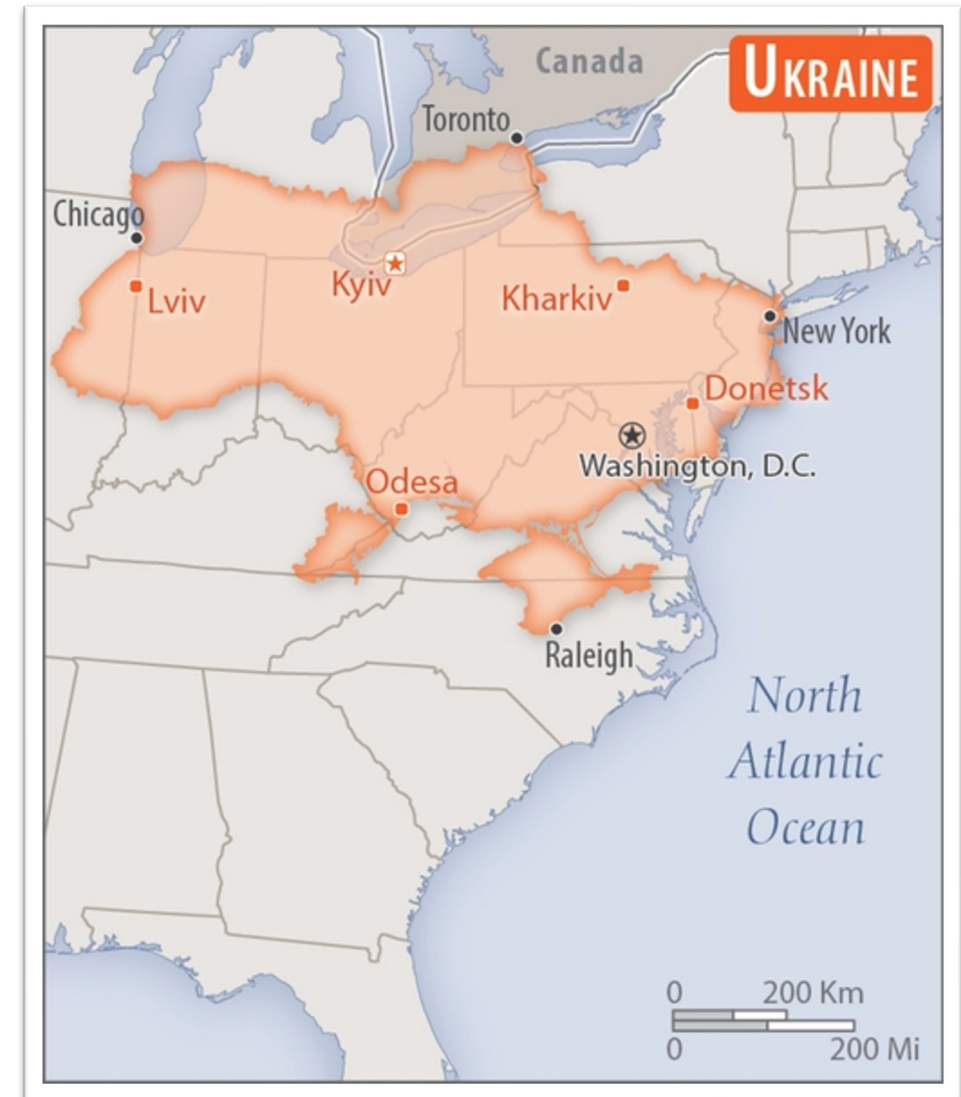 Canada
UKRAINE
Toronto
Chicago
Lviv
Kyiv
Kharkiv
New York
Donetsk
Washington, D.C.
Odesa
Raleigh
North
Atlantic
Ocean
0 200 Km
0 200 Mi